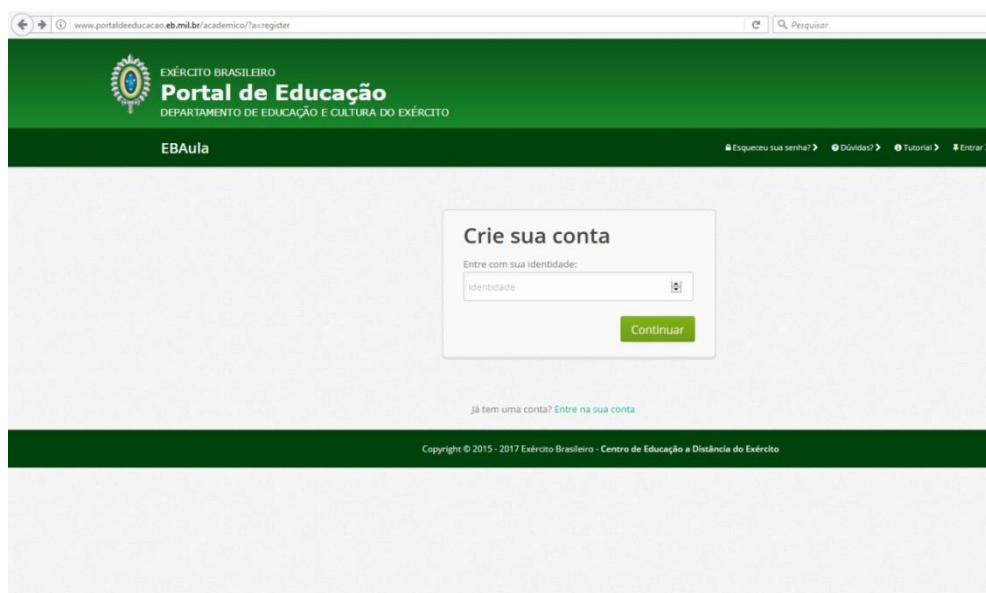 www.portaldeeducacao.eb.mil.br/academico/?a=register
Pesquisar
EXÉRCITO BRASILEIRO
Portal de Educação
DEPARTAMENTO DE EDUCAÇÃO E CULTURA DO EXÉRCITO
EBAula
Esqueceu sua senha? Dúvidas? Tutorial Entrar
Crie sua conta
Entre com sua identidade:
Identidade
Continuar
Já tem uma conta? Entre na sua conta
Copyright © 2015 - 2017 Exército Brasileiro - Centro de Educação a Distância do Exército